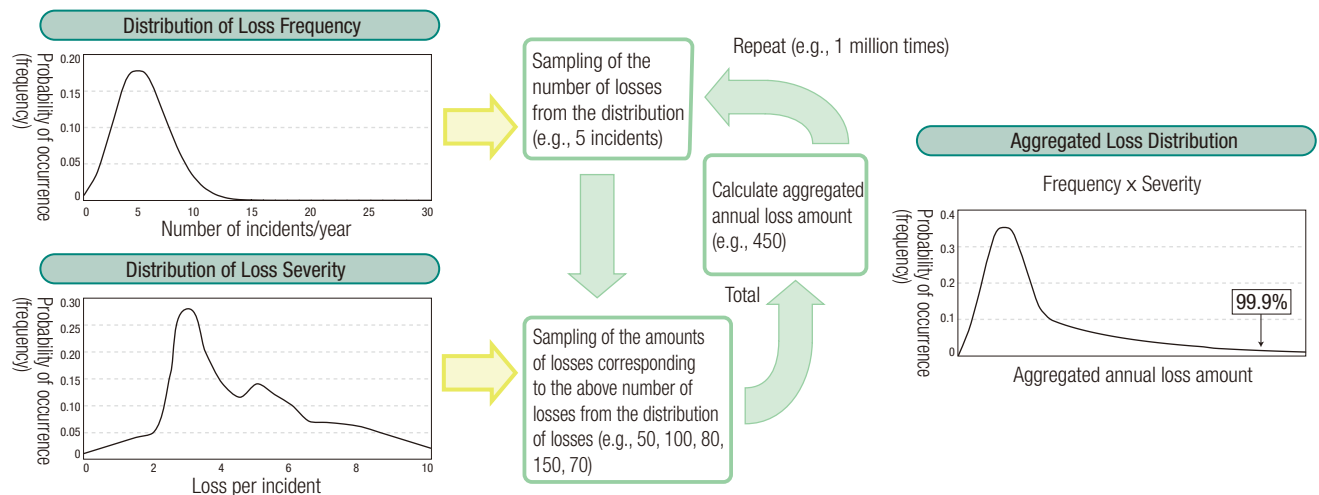 Distribution of Loss Frequency
Probability of occurrence
(frequency)
0.20
0.15
0.10
0.05
0
0 5 10 15 20 25 30
Number of incidents/year
Distribution of Loss Severity
Probability of occurrence
(frequency)
0.30
0.25
0.20
0.15
0.10
0.05
0
0 2 4 6 8 10
Loss per incident
Sampling of the
number of losses
from the distribution
(e.g., 5 incidents)
Sampling of the amounts
of losses corresponding
to the above number of
losses from the distribution
of losses (e.g., 50, 100, 80,
150, 70)
Total
Calculate aggregated
annual loss amount
(e.g., 450)
Repeat (e.g., 1 million times)
Aggregated Loss Distribution
Frequency x Severity
Probability of occurrence
(frequency)
0.4
0.3
0.2
0.1
0
99.9%
Aggregated annual loss amount